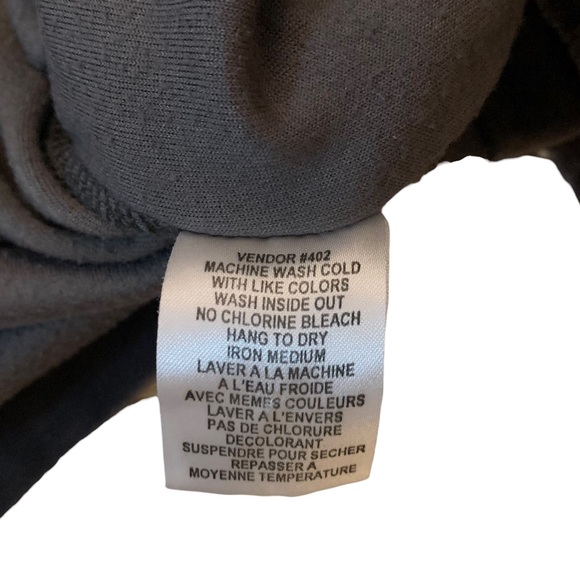 VENDOR #402
MACHINE WASH COLD
WITH LIKE COLORS
WASH INSIDE OUT
NO CHLORINE BLEACH
HANG TO DRY
IRON MEDIUM
LAVER A LA MACHINE
A L'EAU FROIDE
AVEC MEMES COULEURS
LAVER A L'ENVERS
PAS DE CHLORURE
DECOLORANT
SUSPENDRE POUR SECHER
REPASSER A
MOYENNE TEMPERATURE